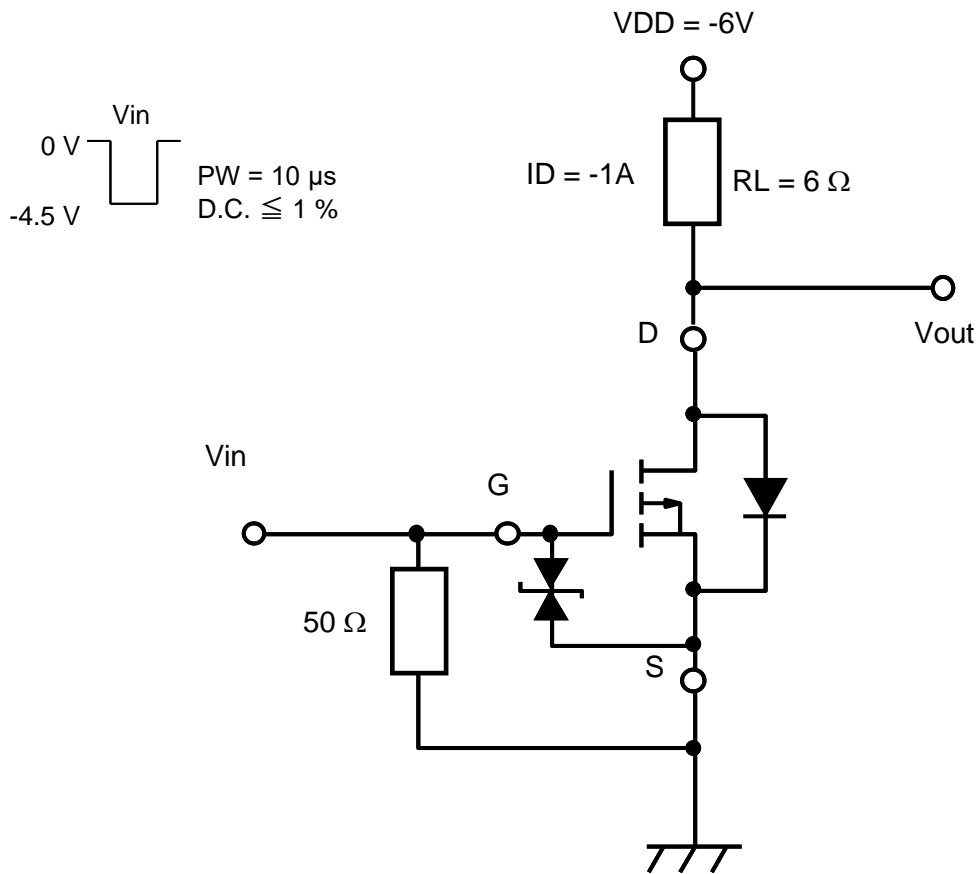 VDD = -6V
Vin
0 V
-4.5 V
PW = 10 μs
D.C. ≦ 1 %
ID = -1A
RL = 6 Ω
D
Vout
Vin
G
50 Ω
S